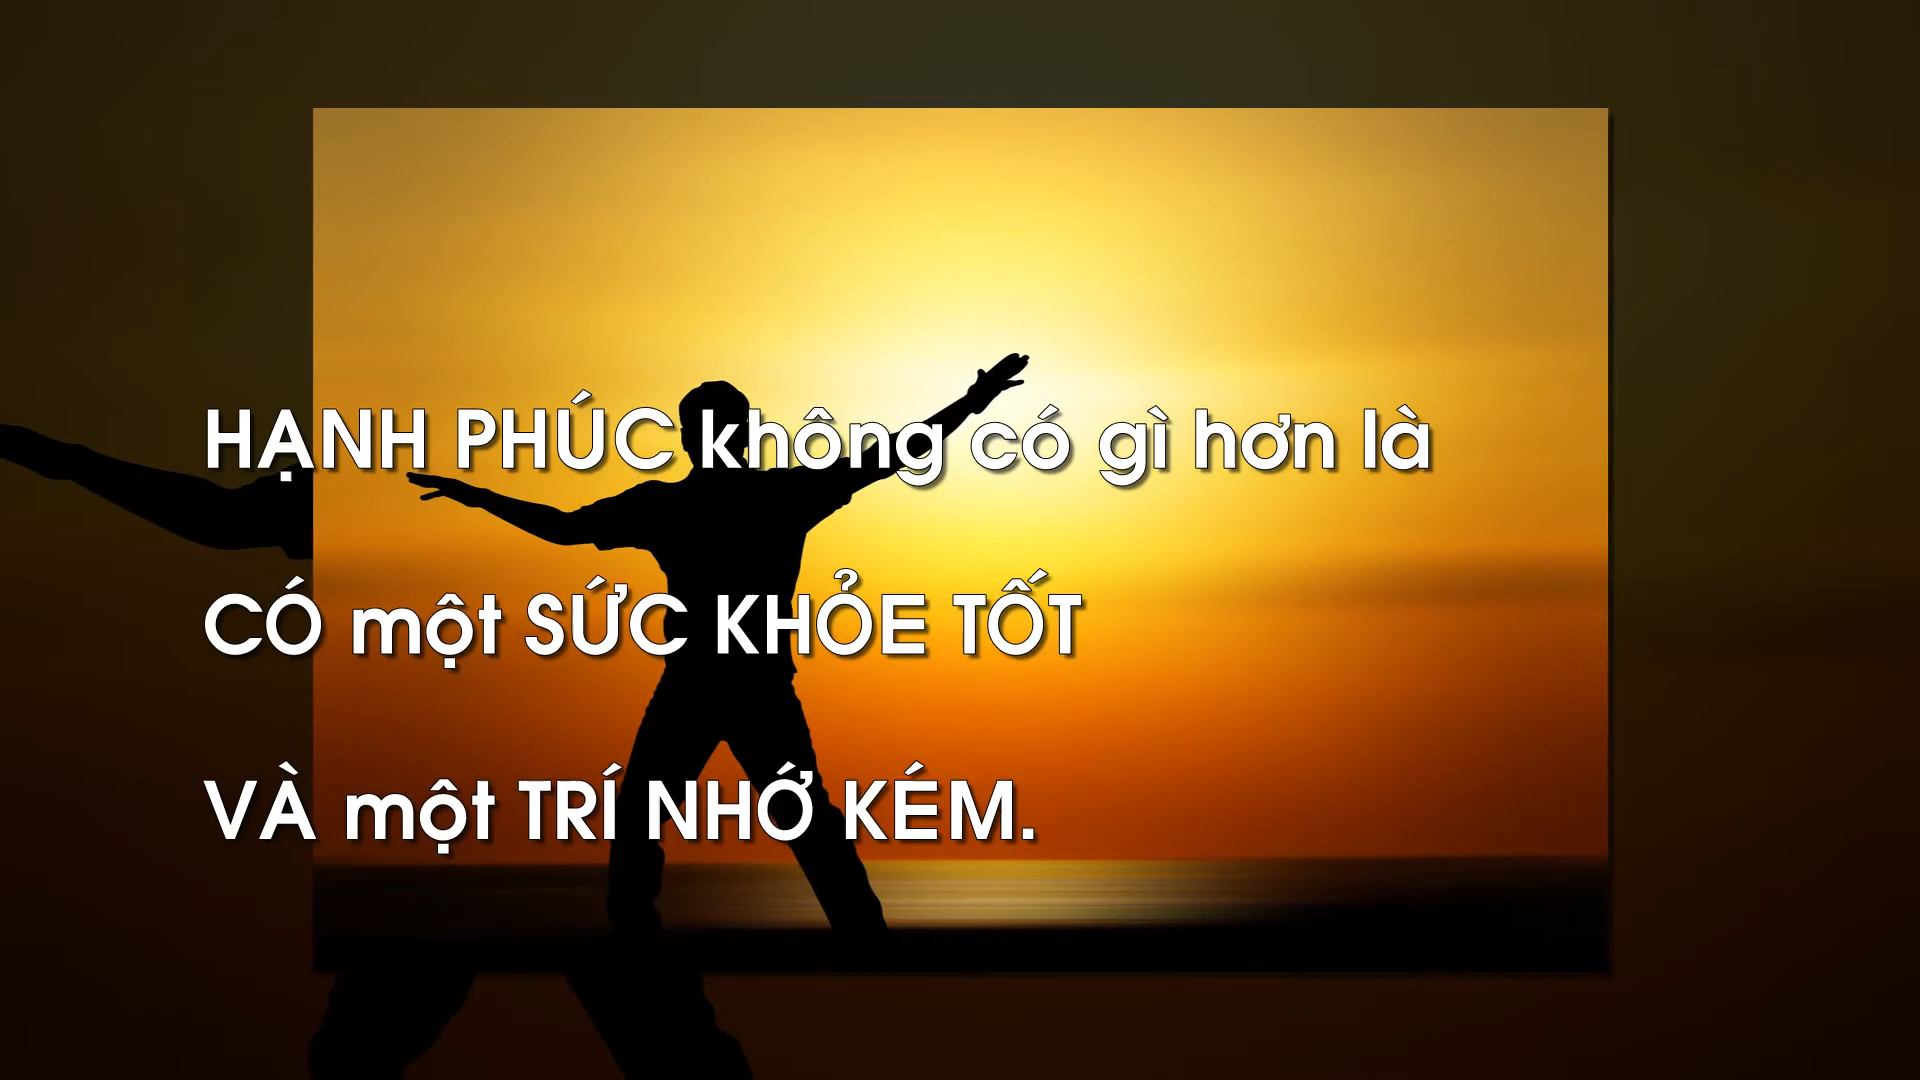 HẠNH PHÚC không có gì hơn là
CÓ một SỨC KHỎE TỐT
VÀ một TRÍ NHỚ KÉM.